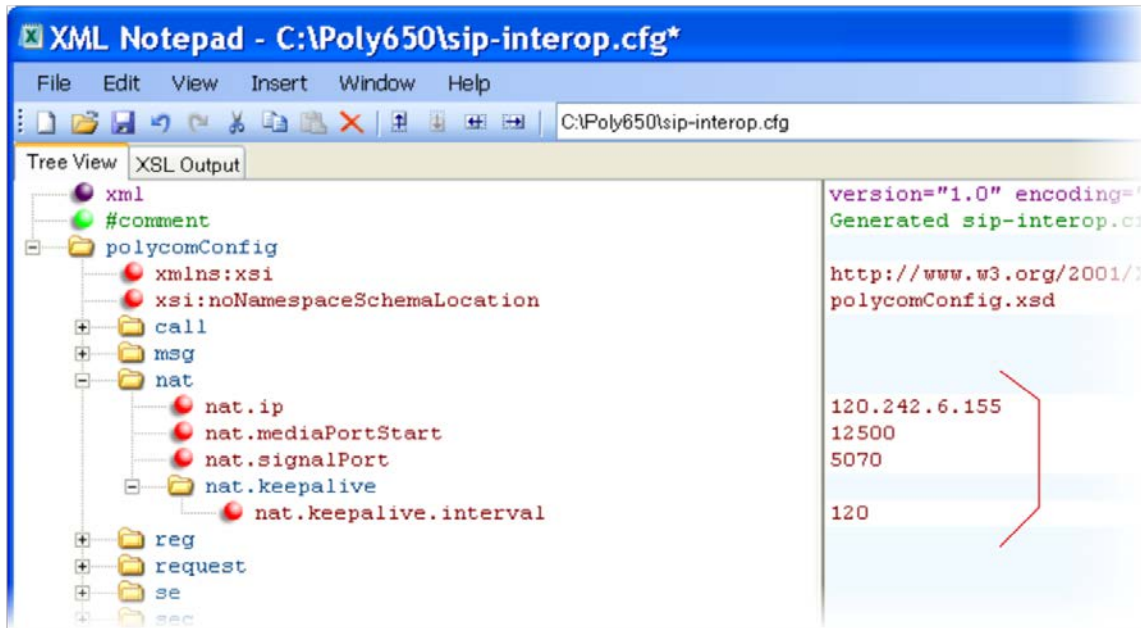 XML Notepad - C:\Poly650\sip-interop.cfg*
File Edit View Insert Window Help
C:\Poly650\sip-interop.cfg
Tree View XSL Output
xml version="1.0" encoding="
#comment Generated sip-interop.cf
polycomConfig
xmlns:xsi http://www.w3.org/2001/
xsi:noNamespaceSchemaLocation polycomConfig.xsd
call
msg
nat
nat.ip 120.242.6.155
nat.mediaPortStart 12500
nat.signalPort 5070
nat.keepalive
nat.keepalive.interval 120
reg
request
se
sec